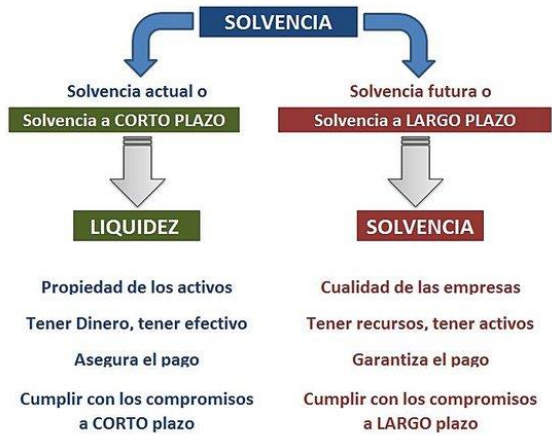 SOLVENCIA
Solvencia actual o
Solvencia a CORTO PLAZO
LIQUIDEZ
Propiedad de los activos
Tener Dinero, tener efectivo
Asegura el pago
Cumplir con los compromisos
a CORTO plazo
Solvencia futura o
Solvencia a LARGO PLAZO
SOLVENCIA
Cualidad de las empresas
Tener recursos, tener activos
Garantiza el pago
Cumplir con los compromisos
a LARGO plazo